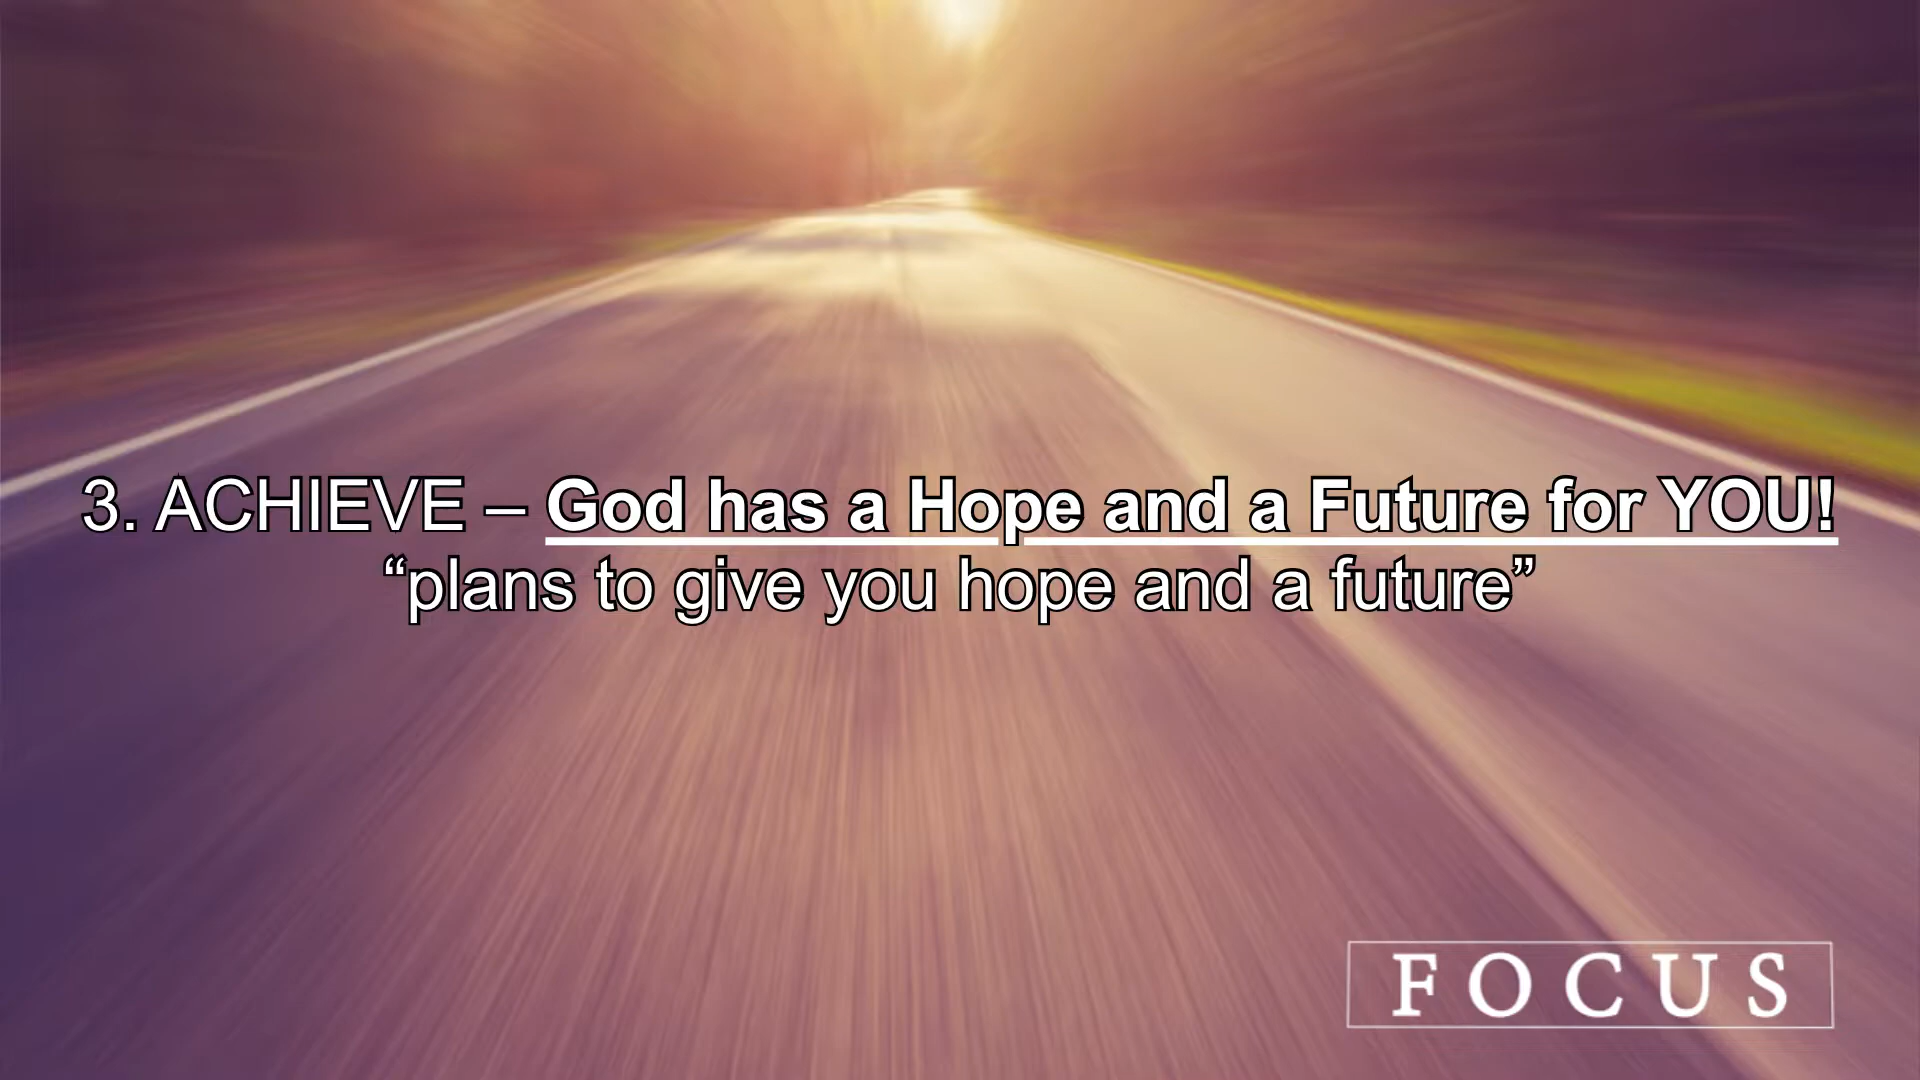 3. ACHIEVE – God has a Hope and a Future for YOU!
“plans to give you hope and a future”
FOCUS